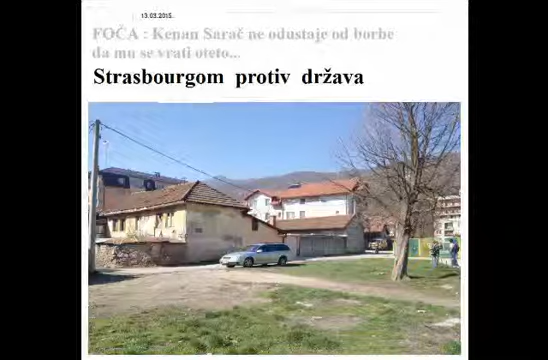 13.03.2015.
FOČA : Kenan Sarač ne odustaje od borbe
da mu se vrati oteto...
Strasbourgom protiv država